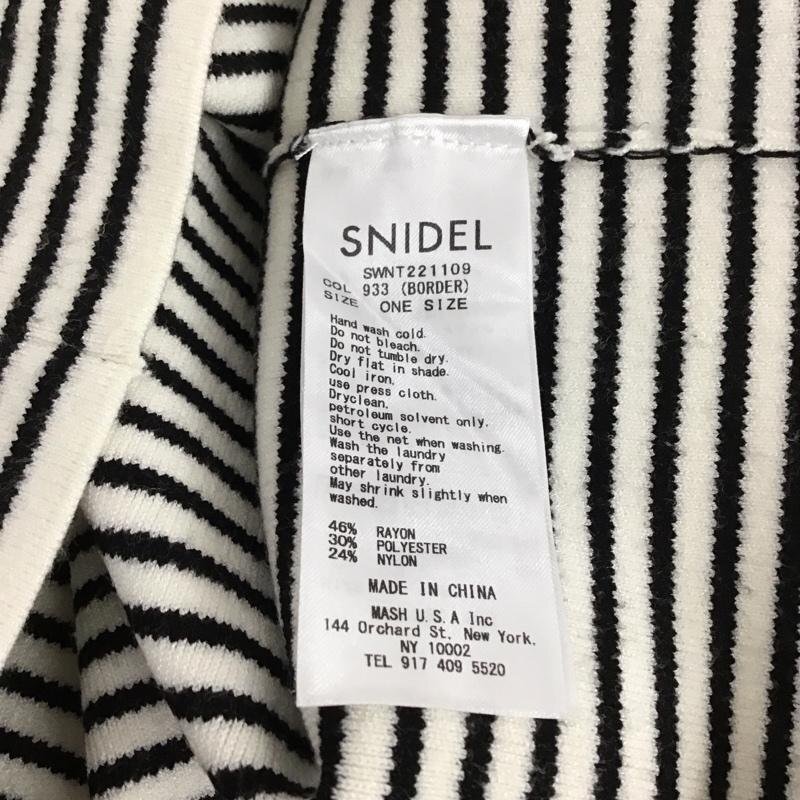 SNIDEL
SWNT221109
COL 933 (BORDER)
SIZE ONE SIZE
Hand wash cold.
Do not bleach.
Do not tumble dry.
Dry flat in shade.
Cool iron,
use press cloth.
Dryclean,
petroleum solvent only.
short cycle.
Use the net when washing.
Wash the laundry
separately from
other laundry.
May shrink slightly when
washed.
46% RAYON
30% POLYESTER
24% NYLON
MADE IN CHINA
MASH U.S.A Inc
144 Orchard St, New York.
NY 10002
TEL 917 409 5520